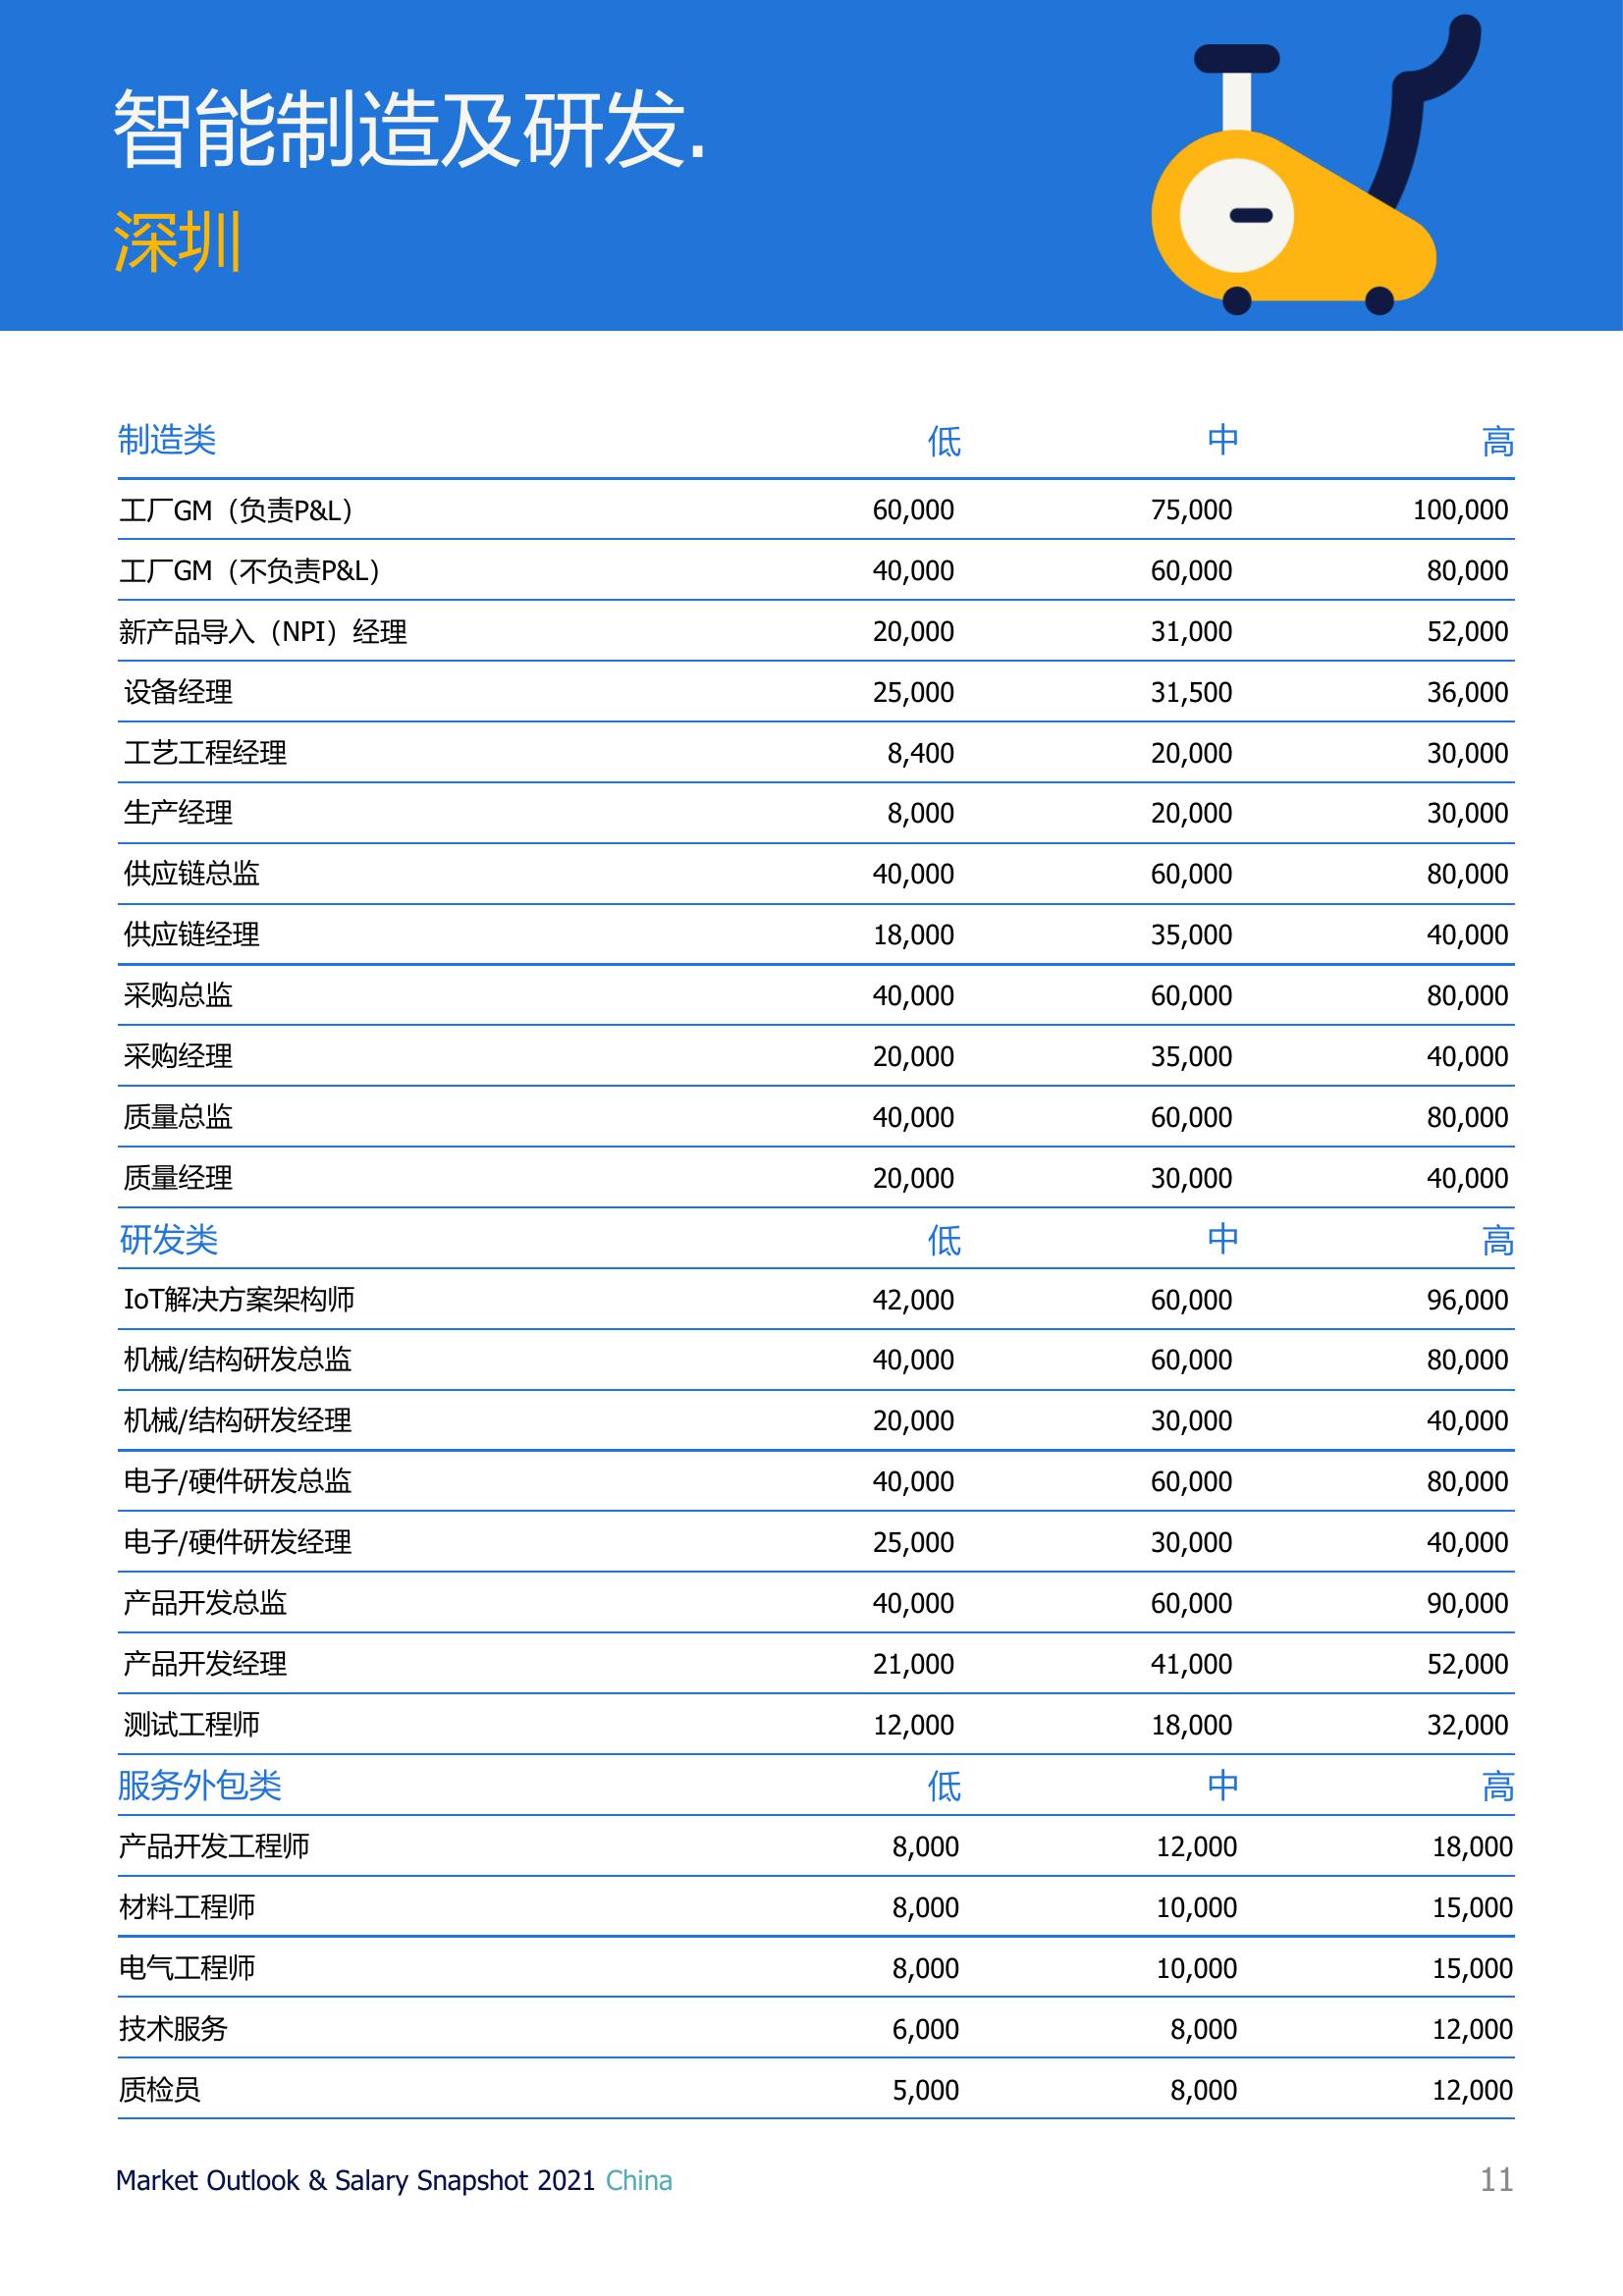 智能制造及研发.
深圳
制造类 低 中 高
工厂GM（负责P&L） 60,000 75,000 100,000
工厂GM（不负责P&L） 40,000 60,000 80,000
新产品导入（NPI）经理 20,000 31,000 52,000
设备经理 25,000 31,500 36,000
工艺工程经理 8,400 20,000 30,000
生产经理 8,000 20,000 30,000
供应链总监 40,000 60,000 80,000
供应链经理 18,000 35,000 40,000
采购总监 40,000 60,000 80,000
采购经理 20,000 35,000 40,000
质量总监 40,000 60,000 80,000
质量经理 20,000 30,000 40,000
研发类 低 中 高
IoT解决方案架构师 42,000 60,000 96,000
机械/结构研发总监 40,000 60,000 80,000
机械/结构研发经理 20,000 30,000 40,000
电子/硬件研发总监 40,000 60,000 80,000
电子/硬件研发经理 25,000 30,000 40,000
产品开发总监 40,000 60,000 90,000
产品开发经理 21,000 41,000 52,000
测试工程师 12,000 18,000 32,000
服务外包类 低 中 高
产品开发工程师 8,000 12,000 18,000
材料工程师 8,000 10,000 15,000
电气工程师 8,000 10,000 15,000
技术服务 6,000 8,000 12,000
质检员 5,000 8,000 12,000
Market Outlook & Salary Snapshot 2021 China 11